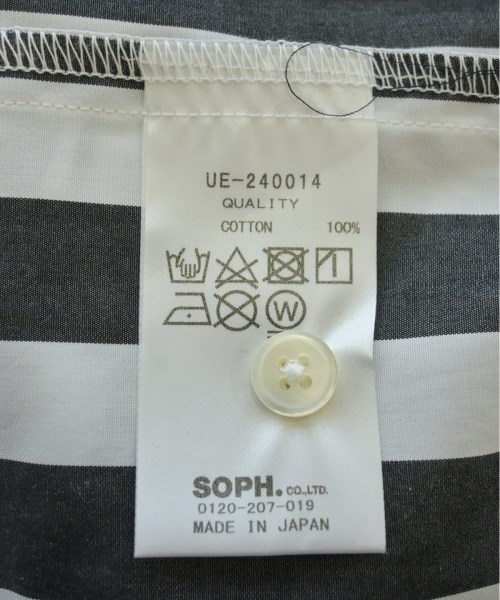 UE-240014
QUALITY
COTTON 100%
W
SOPH. CO.,LTD.
0120-207-019
MADE IN JAPAN